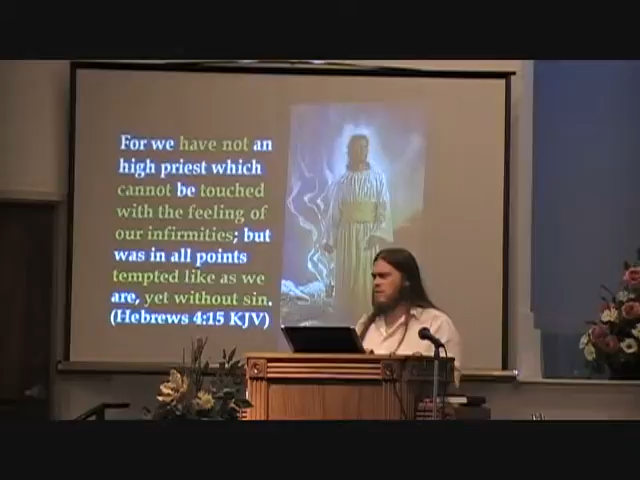 For we have not an
high priest which
cannot be touched
with the feeling of
our infirmities; but
was in all points
tempted like as we
are, yet without sin.
(Hebrews 4:15 KJV)